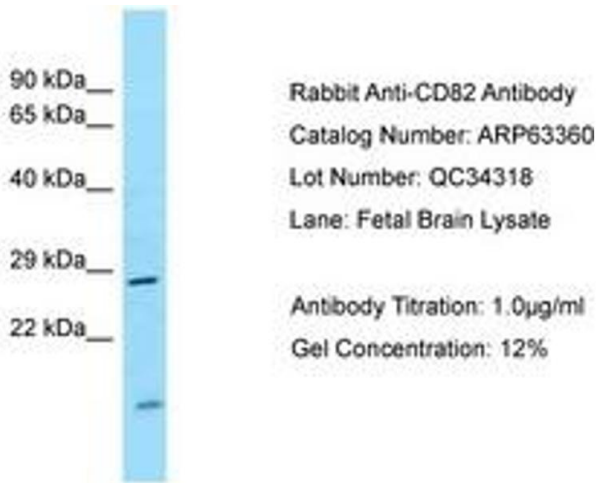 90 kDa
65 kDa
40 kDa
29 kDa
22 kDa
Rabbit Anti-CD82 Antibody
Catalog Number: ARP63360
Lot Number: QC34318
Lane: Fetal Brain Lysate
Antibody Titration: 1.0µg/ml
Gel Concentration: 12%